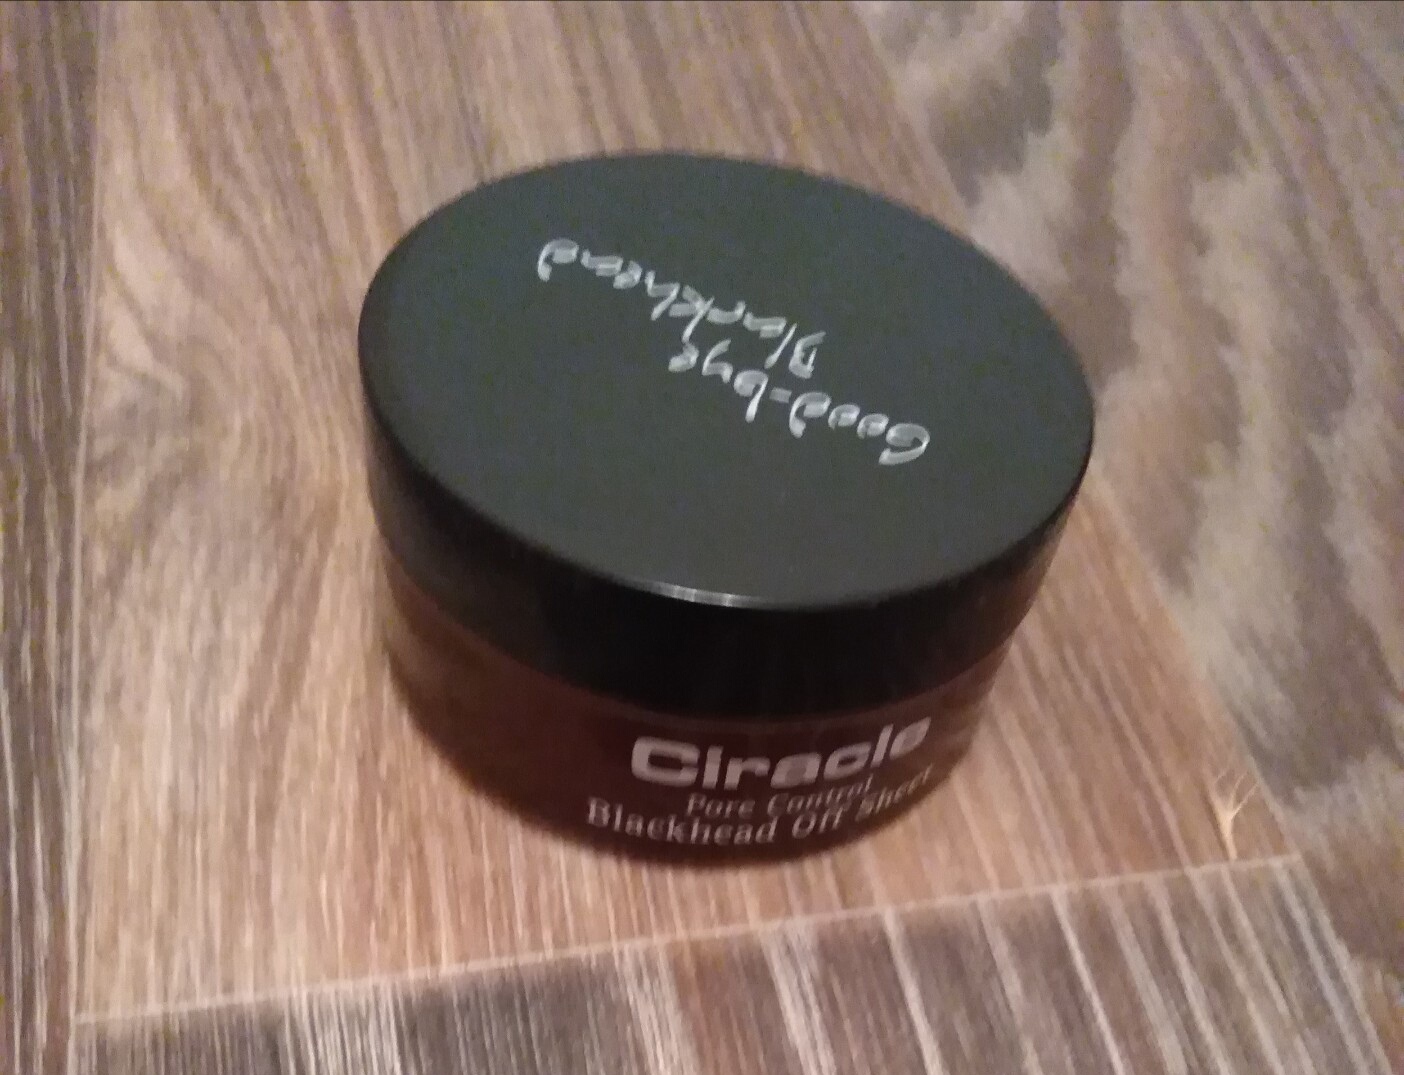 Good-bye
Blackhead
Ciracle
Pore Control
Blackhead Off Sheet